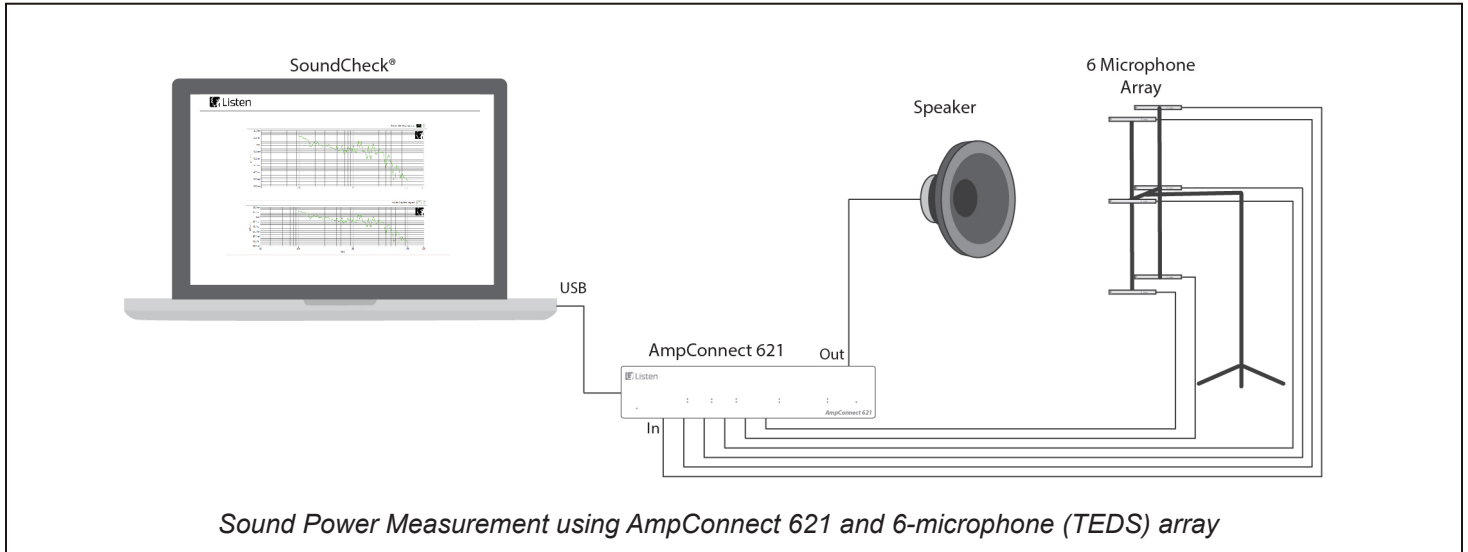 SoundCheck®
6 Microphone
Array
Listen
Speaker
USB
AmpConnect 621
Out
Listen
AmpConnect 621
In
Sound Power Measurement using AmpConnect 621 and 6-microphone (TEDS) array